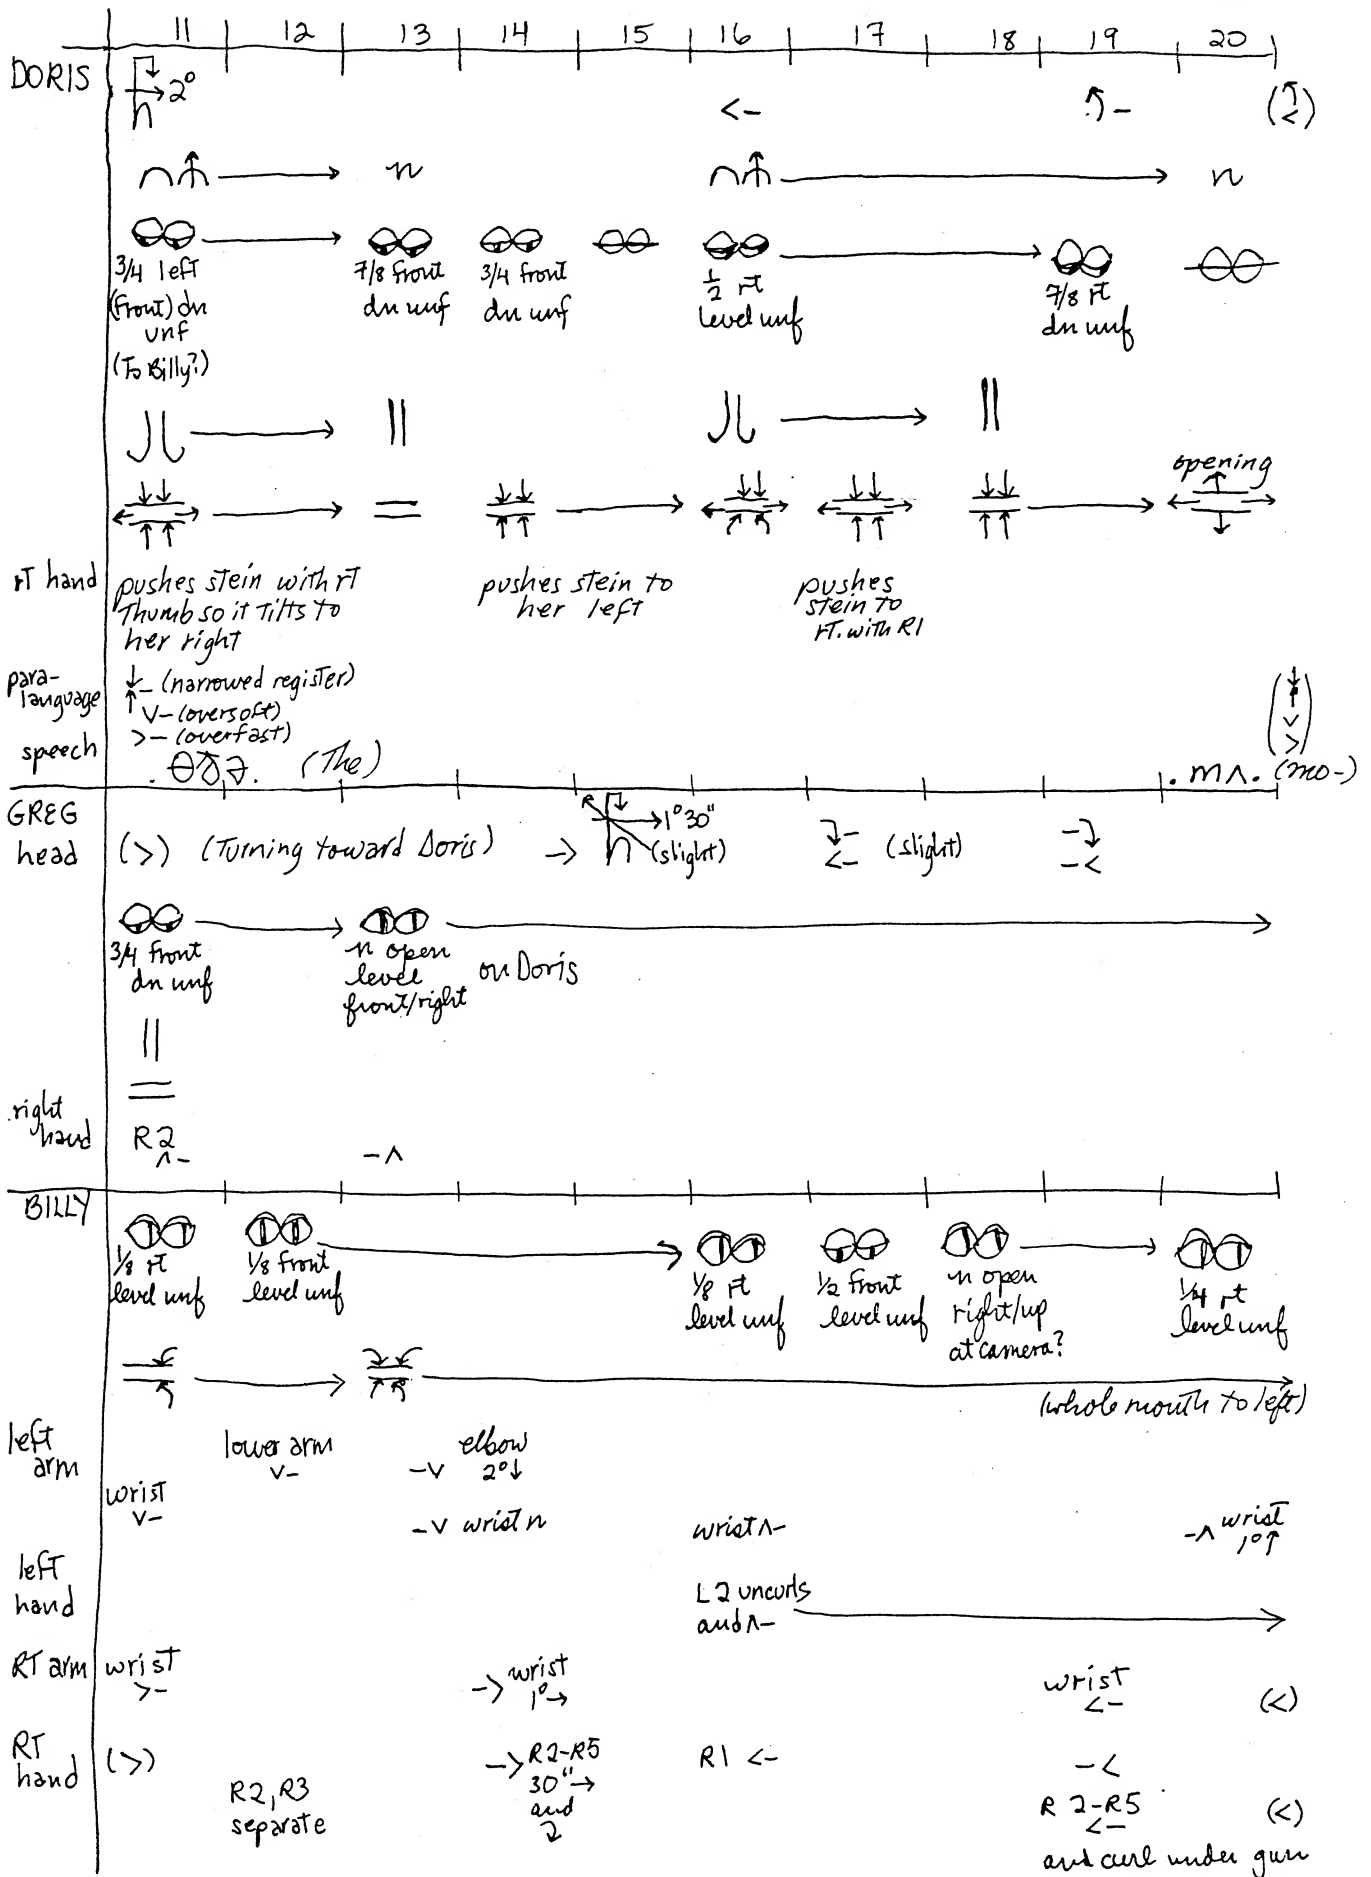 11 12 13 14 15 16 17 18 19 20
DORIS
h → 2°
<-
n n
3/4 left (front) dn unf (To Billy?)
7/8 front dn unf
3/4 front dn unf
1/2 rt level unf
7/8 rt dn unf
opening
rT hand
pushes stein with rT Thumb so it Tilts to her right
pushes stein to her left
pushes stein to rT. with R1
para-language
↓↑- (narrowed register)
v- (oversoft)
>- (overfast)
(↓↑ v >)
speech
(The)
.mʌ. (mo-)
GREG
head
(>) (Turning toward Doris) -> h → 1°30" (slight)
<- (slight)
-<
3/4 front dn unf
n open level front/right
on Doris
right hand
R2 ʌ-
-ʌ
BILLY
1/8 rt level unf
1/8 front level unf
1/8 rt level unf
1/2 front level unf
n open right/up at camera?
1/4 rt level unf
(whole mouth to left)
left arm
lower arm v-
-v elbow 2°↓
wrist v-
-v wrist n
wrist ʌ-
-ʌ wrist 1°↑
left hand
L2 uncurls and ʌ-
RT arm
wrist >-
-> wrist 1°→
wrist <-
(<)
RT hand
(>)
R2, R3 separate
-> R2-R5 30"→ and
R1 <-
-<
R2-R5 <-
(<)
and curl under gun